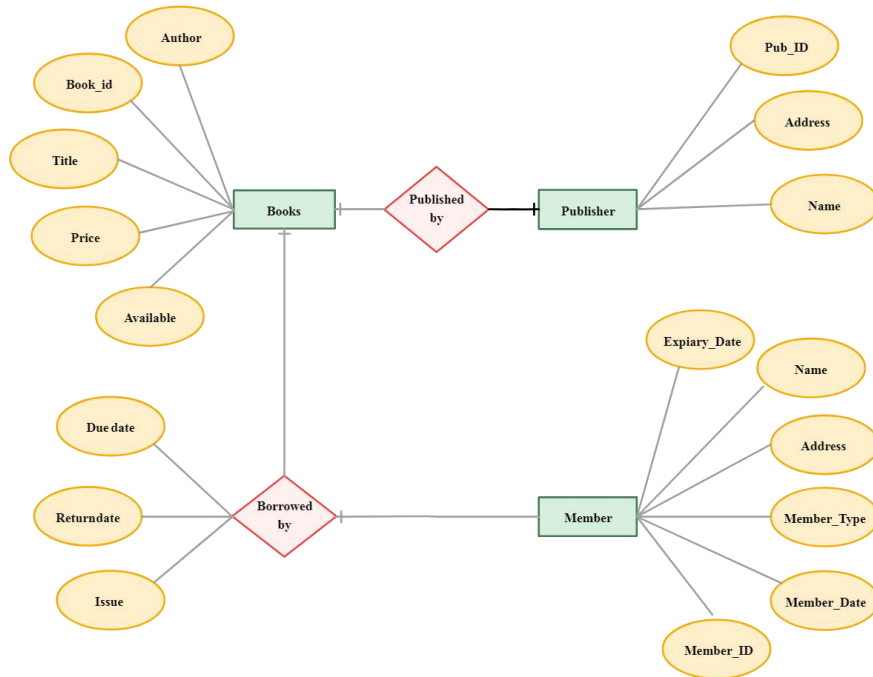 Author
Pub_ID
Book_id
Address
Title
Name
Books
Published
by
Publisher
Price
Available
Expiary_Date
Name
Due date
Address
Returndate
Borrowed
by
Member
Member_Type
Issue
Member_Date
Member_ID